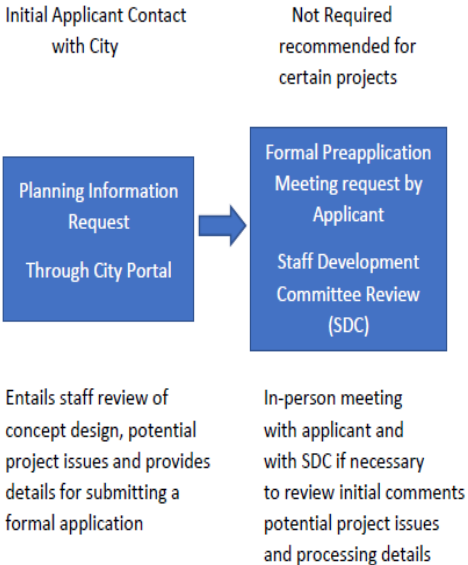 Initial Applicant Contact
with City
Not Required
recommended for
certain projects
Planning Information
Request
Through City Portal
Formal Preapplication
Meeting request by
Applicant
Staff Development
Committee Review
(SDC)
Entails staff review of
concept design, potential
project issues and provides
details for submitting a
formal application
In-person meeting
with applicant and
with SDC if necessary
to review initial comments
potential project issues
and processing details